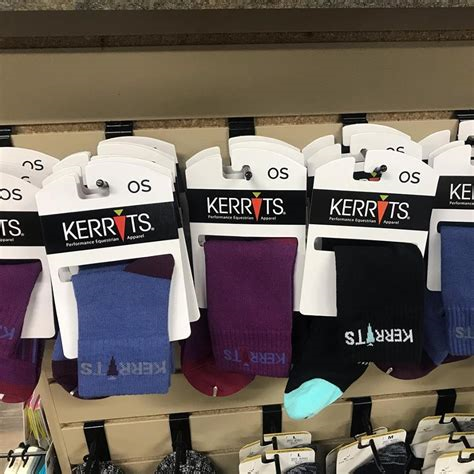 OS
OS
KERRITS®
Performance Equestrian Apparel
KERRITS
OS
KERRITS®
Performance Equestrian Apparel
KERRITS
OS
KERRITS®
Performance Equestrian Apparel
KERRITS
KE
L